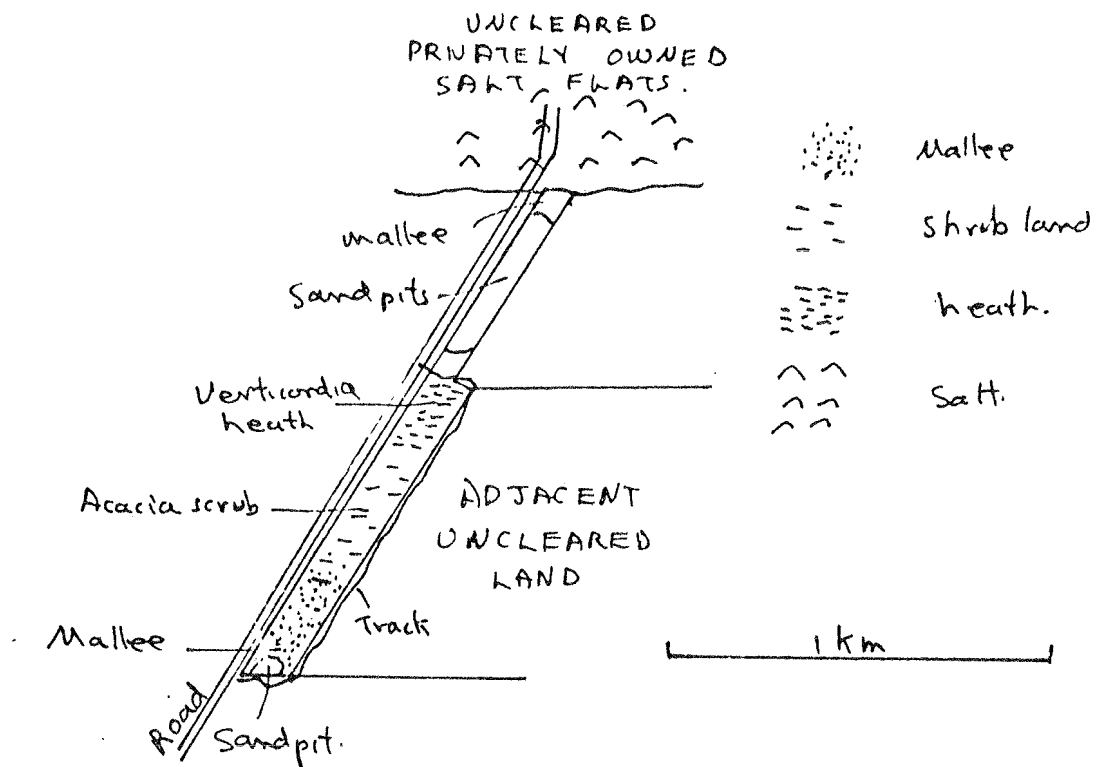 UNCLEARED
PRIVATELY OWNED
SALT FLATS.
Mallee
mallee
Shrub land
Sandpits
heath.
Verticordia
heath
Salt.
Acacia scrub
ADJACENT
UNCLEARED
LAND
Track
Mallee
1 km
Road
Sandpit.